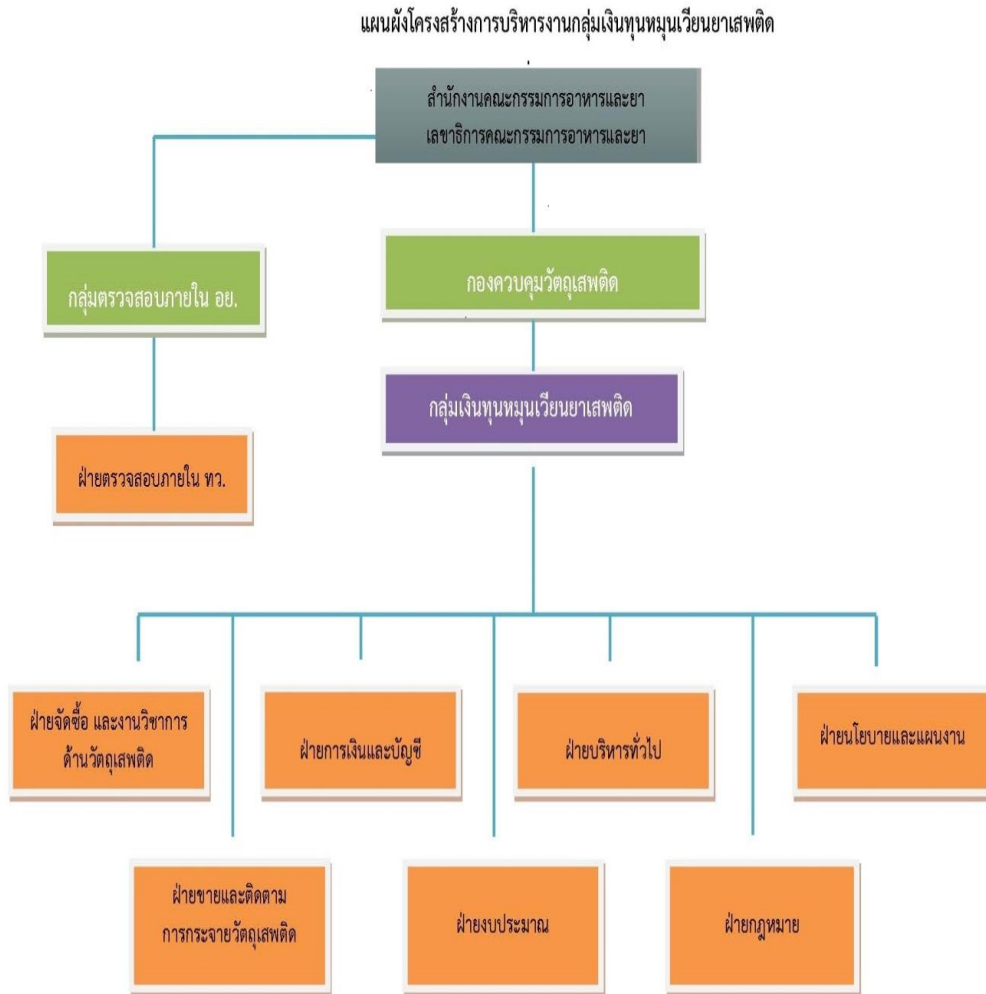 แผนผังโครงสร้างการบริหารงานกลุ่มเงินทุนหมุนเวียนยาเสพติด
สำนักงานคณะกรรมการอาหารและยา
เลขาธิการคณะกรรมการอาหารและยา
กลุ่มตรวจสอบภายใน อย.
กองควบคุมวัตถุเสพติด
กลุ่มเงินทุนหมุนเวียนยาเสพติด
ฝ่ายตรวจสอบภายใน ทว.
ฝ่ายจัดซื้อ และงานวิชาการ
ด้านวัตถุเสพติด
ฝ่ายการเงินและบัญชี
ฝ่ายบริหารทั่วไป
ฝ่ายนโยบายและแผนงาน
ฝ่ายขายและติดตาม
การกระจายวัตถุเสพติด
ฝ่ายงบประมาณ
ฝ่ายกฎหมาย